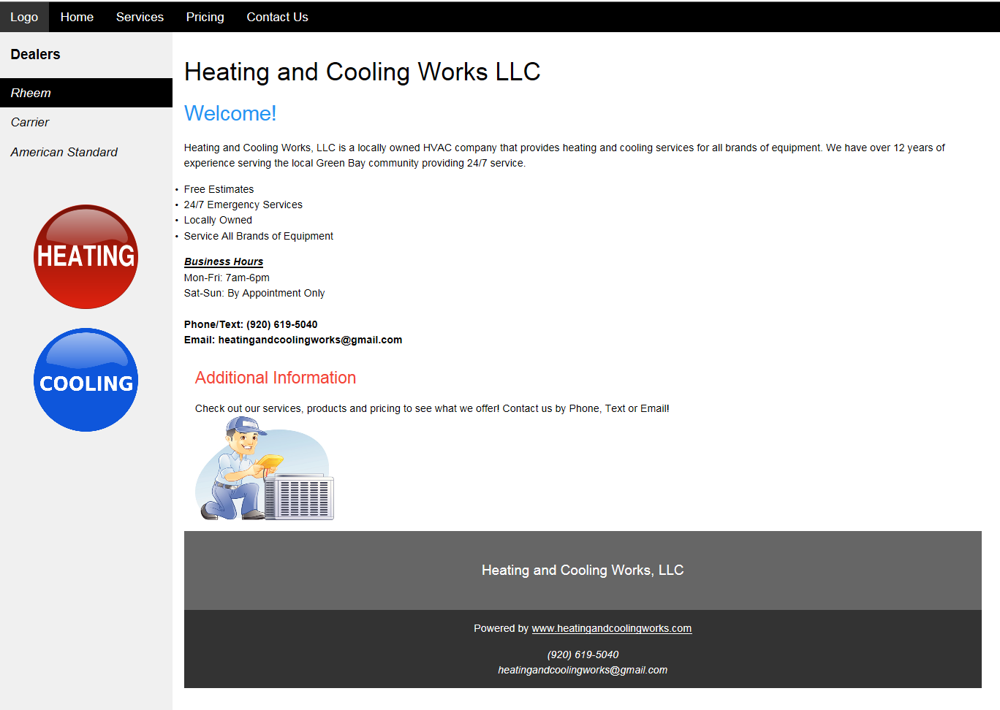 Logo Home Services Pricing Contact Us
Dealers
Rheem
Carrier
American Standard
HEATING
COOLING
Heating and Cooling Works LLC
Welcome!
Heating and Cooling Works, LLC is a locally owned HVAC company that provides heating and cooling services for all brands of equipment. We have over 12 years of
experience serving the local Green Bay community providing 24/7 service.
• Free Estimates
• 24/7 Emergency Services
• Locally Owned
• Service All Brands of Equipment
Business Hours
Mon-Fri: 7am-6pm
Sat-Sun: By Appointment Only
Phone/Text: (920) 619-5040
Email: heatingandcoolingworks@gmail.com
Additional Information
Check out our services, products and pricing to see what we offer! Contact us by Phone, Text or Email!
Heating and Cooling Works, LLC
Powered by www.heatingandcoolingworks.com
(920) 619-5040
heatingandcoolingworks@gmail.com